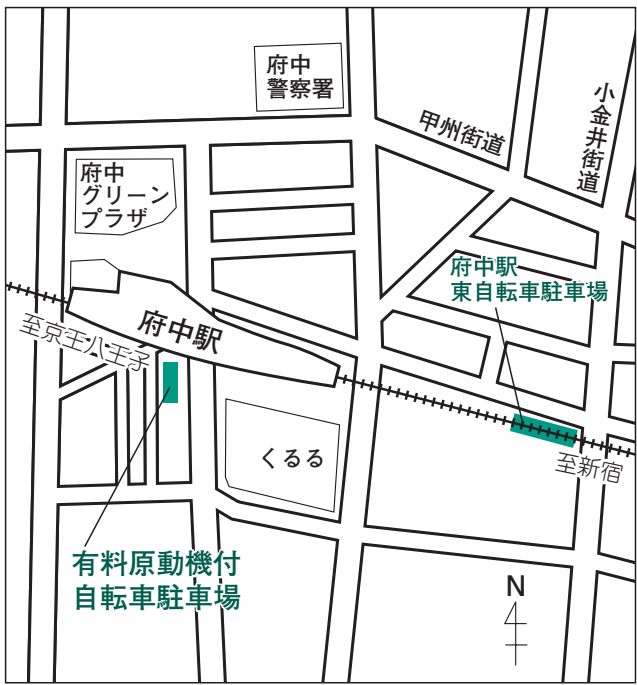 府中
警察署
甲州街道
小金井街道
府中
グリーン
プラザ
府中駅
東自転車駐車場
府中駅
至京王八王子
くるる
至新宿
有料原動機付
自転車駐車場
N